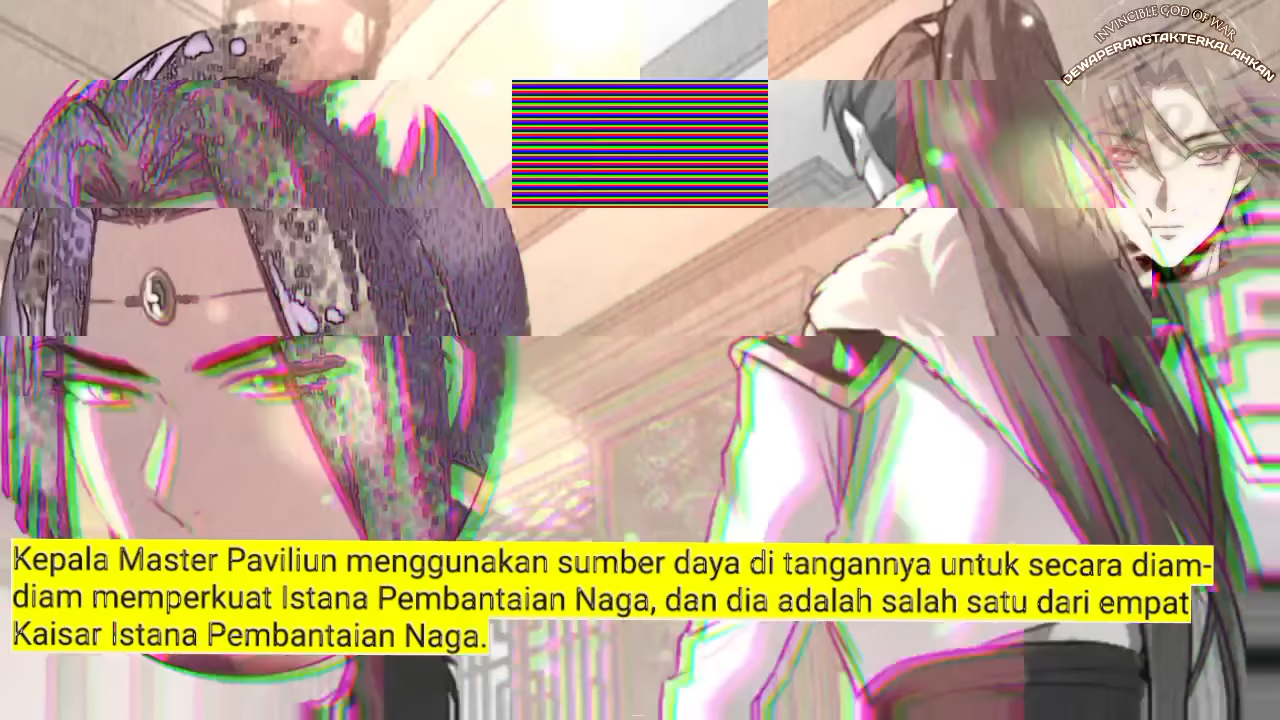 INVINCIBLE GOD OF WAR
DEWAPERANGTAKTERKALAHKAN
Kepala Master Paviliun menggunakan sumber daya di tangannya untuk secara diam-
diam memperkuat Istana Pembantaian Naga, dan dia adalah salah satu dari empat
Kaisar Istana Pembantaian Naga.